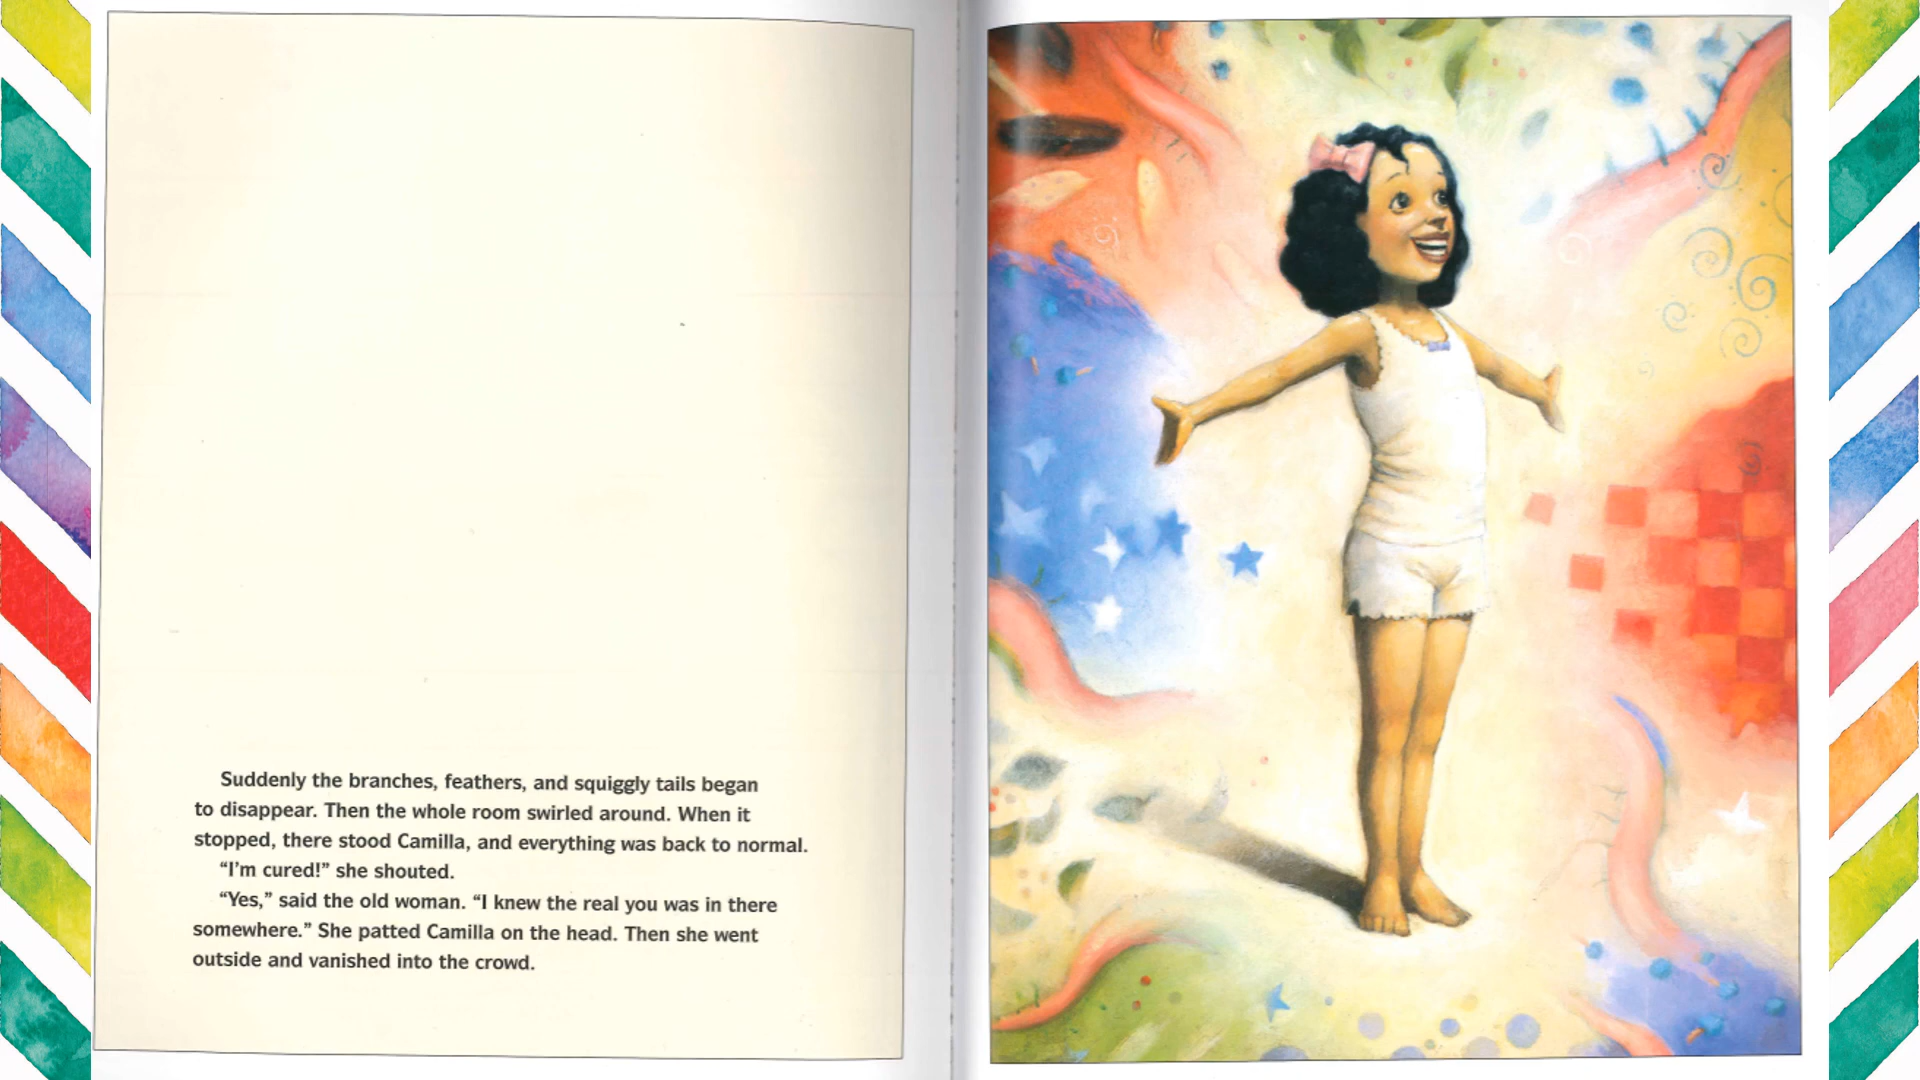 Suddenly the branches, feathers, and squiggly tails began
to disappear. Then the whole room swirled around. When it
stopped, there stood Camilla, and everything was back to normal.
“I’m cured!” she shouted.
“Yes,” said the old woman. “I knew the real you was in there
somewhere.” She patted Camilla on the head. Then she went
outside and vanished into the crowd.